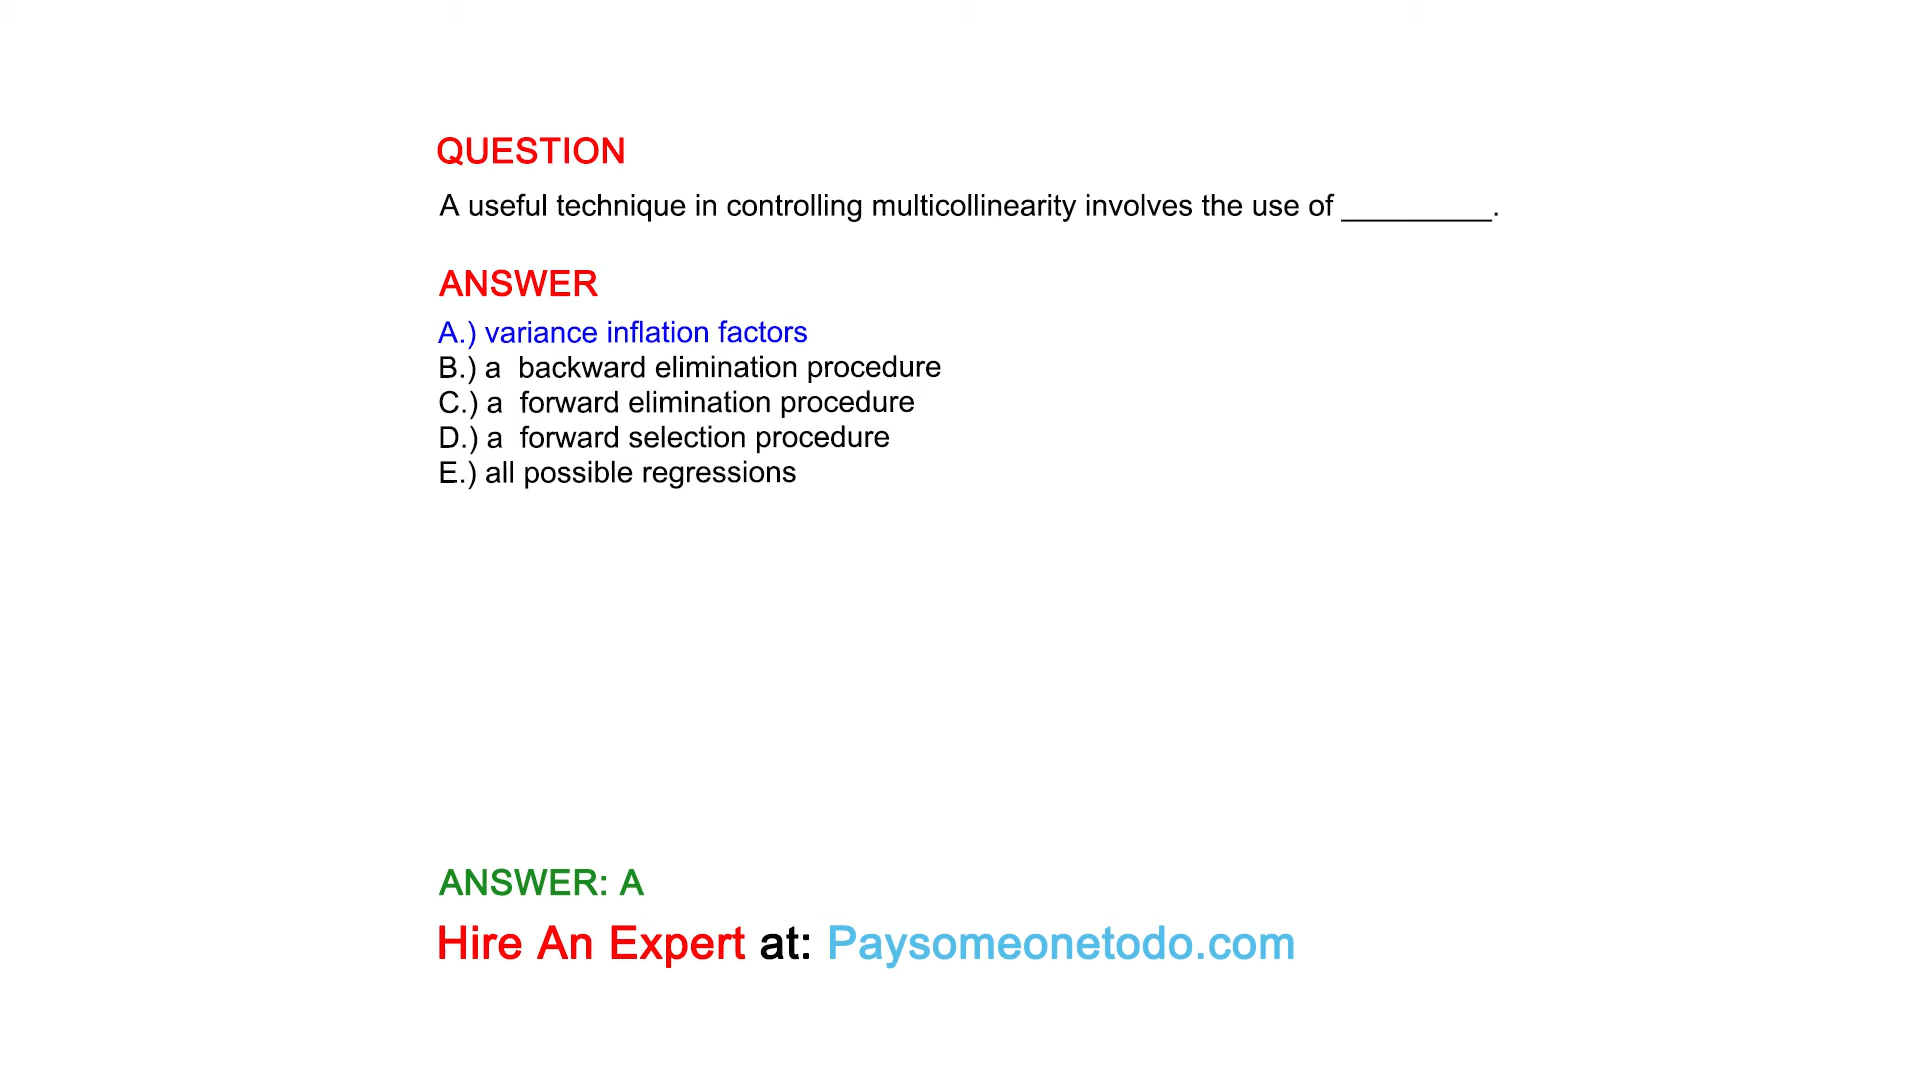 QUESTION
A useful technique in controlling multicollinearity involves the use of _________.
ANSWER
A.) variance inflation factors
B.) a  backward elimination procedure
C.) a  forward elimination procedure
D.) a  forward selection procedure
E.) all possible regressions
ANSWER: A
Hire An Expert at: Paysomeonetodo.com